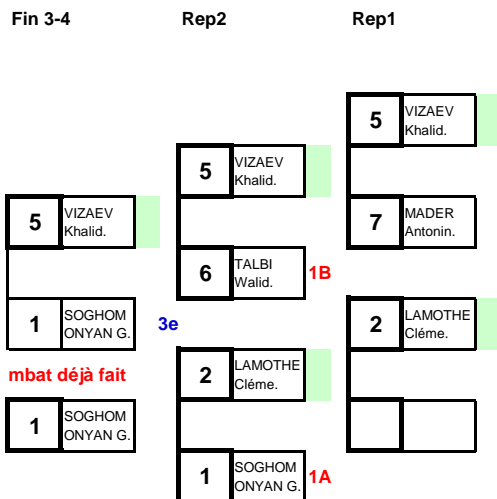 Fin 3-4
Rep2
Rep1
5 VIZAEV
Khalid.
7 MADER
Antonin.
2 LAMOTHE
Cléme.
5 VIZAEV
Khalid.
6 TALBI
Walid.
1B
2 LAMOTHE
Cléme.
1 SOGHOM
ONYAN G.
1A
5 VIZAEV
Khalid.
1 SOGHOM
ONYAN G.
3e
mbat déjà fait
1 SOGHOM
ONYAN G.